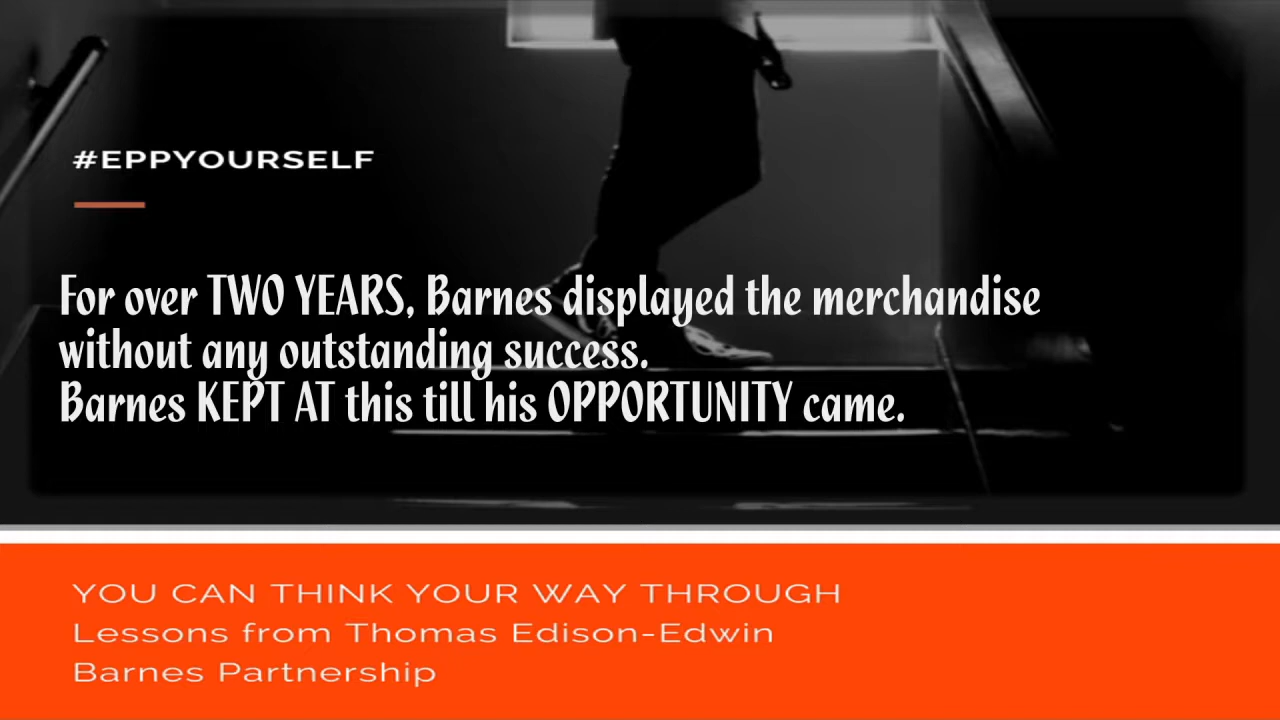 #EPPYOURSELF
For over TWO YEARS, Barnes displayed the merchandise
without any outstanding success.
Barnes KEPT AT this till his OPPORTUNITY came.
YOU CAN THINK YOUR WAY THROUGH
Lessons from Thomas Edison-Edwin
Barnes Partnership